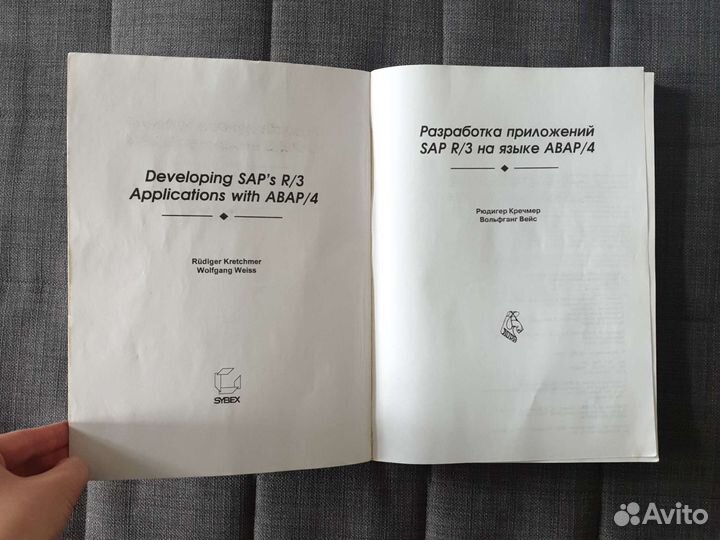 Developing SAP's R/3
Applications with ABAP/4
Rüdiger Kretchmer
Wolfgang Weiss
SYBEX
Разработка приложений
SAP R/3 на языке ABAP/4
Рюдигер Кречмер
Вольфганг Вейс
Avito